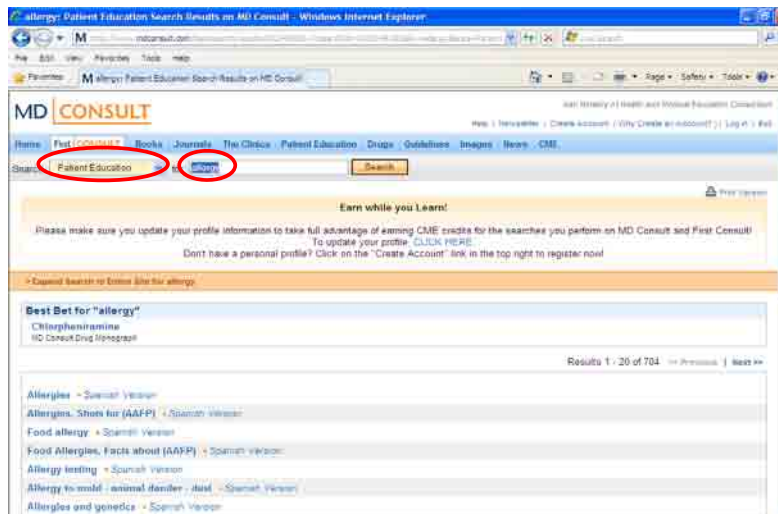 allergy: Patient Education Search Results on MD Consult - Windows Internet Explorer
File Edit View Favorites Tools Help
Favorites allergy: Patient Education Search Results on MD Consult Page Safety Tools
MD CONSULT
Help | Newsletter | Create Account | (Why Create an Account?) | Log in | Exit
Home First CONSULT Books Journals The Clinics Patient Education Drugs Guidelines Images News CME
Search Patient Education for allergy Search
Print Version
Earn while you Learn!
Please make sure you update your profile information to take full advantage of earning CME credits for the searches you perform on MD Consult and First Consult!
To update your profile, CLICK HERE.
Don't have a personal profile? Click on the "Create Account" link in the top right to register now!
Expand Search to Entire Site for allergy
Best Bet for "allergy"
Chlorpheniramine
MD Consult Drug Monograph
Results 1 - 20 of 704 << Previous | Next >>
Allergies • Spanish Version
Allergies, Shots for (AAFP) • Spanish Version
Food allergy • Spanish Version
Food Allergies, Facts about (AAFP) • Spanish Version
Allergy testing • Spanish Version
Allergy to mold - animal dander - dust • Spanish Version
Allergies and genetics • Spanish Version